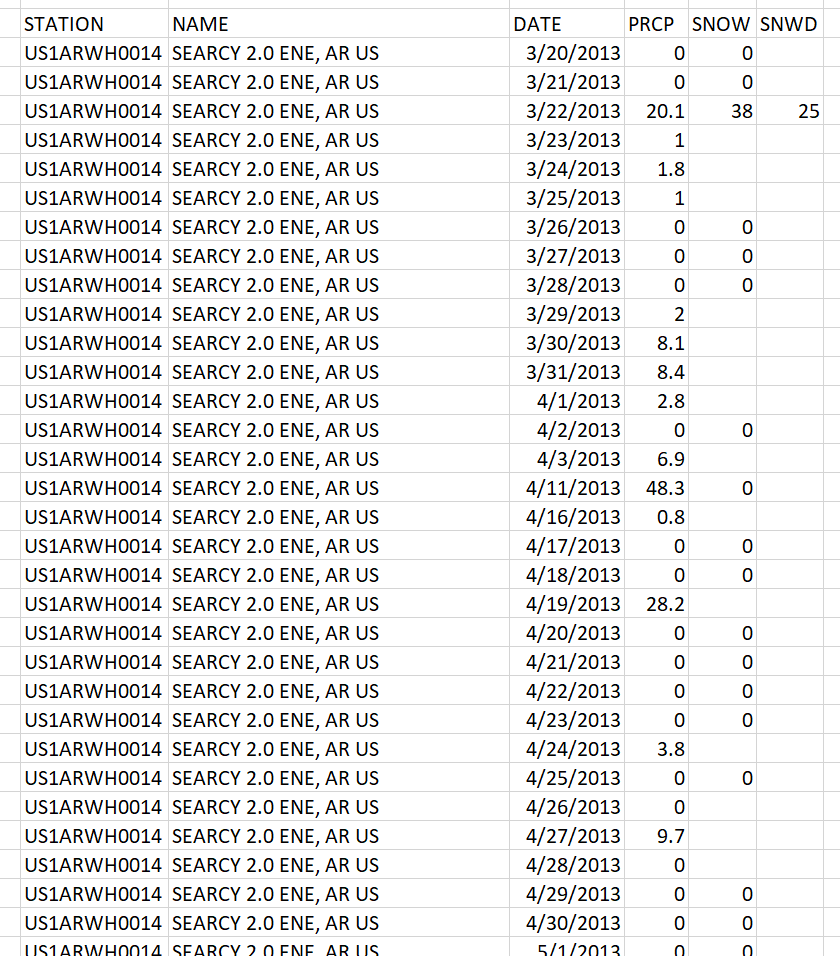 STATION NAME DATE PRCP SNOW SNWD
US1ARWH0014 SEARCY 2.0 ENE, AR US 3/20/2013 0 0
US1ARWH0014 SEARCY 2.0 ENE, AR US 3/21/2013 0 0
US1ARWH0014 SEARCY 2.0 ENE, AR US 3/22/2013 20.1 38 25
US1ARWH0014 SEARCY 2.0 ENE, AR US 3/23/2013 1
US1ARWH0014 SEARCY 2.0 ENE, AR US 3/24/2013 1.8
US1ARWH0014 SEARCY 2.0 ENE, AR US 3/25/2013 1
US1ARWH0014 SEARCY 2.0 ENE, AR US 3/26/2013 0 0
US1ARWH0014 SEARCY 2.0 ENE, AR US 3/27/2013 0 0
US1ARWH0014 SEARCY 2.0 ENE, AR US 3/28/2013 0 0
US1ARWH0014 SEARCY 2.0 ENE, AR US 3/29/2013 2
US1ARWH0014 SEARCY 2.0 ENE, AR US 3/30/2013 8.1
US1ARWH0014 SEARCY 2.0 ENE, AR US 3/31/2013 8.4
US1ARWH0014 SEARCY 2.0 ENE, AR US 4/1/2013 2.8
US1ARWH0014 SEARCY 2.0 ENE, AR US 4/2/2013 0 0
US1ARWH0014 SEARCY 2.0 ENE, AR US 4/3/2013 6.9
US1ARWH0014 SEARCY 2.0 ENE, AR US 4/11/2013 48.3 0
US1ARWH0014 SEARCY 2.0 ENE, AR US 4/16/2013 0.8
US1ARWH0014 SEARCY 2.0 ENE, AR US 4/17/2013 0 0
US1ARWH0014 SEARCY 2.0 ENE, AR US 4/18/2013 0 0
US1ARWH0014 SEARCY 2.0 ENE, AR US 4/19/2013 28.2
US1ARWH0014 SEARCY 2.0 ENE, AR US 4/20/2013 0 0
US1ARWH0014 SEARCY 2.0 ENE, AR US 4/21/2013 0 0
US1ARWH0014 SEARCY 2.0 ENE, AR US 4/22/2013 0 0
US1ARWH0014 SEARCY 2.0 ENE, AR US 4/23/2013 0 0
US1ARWH0014 SEARCY 2.0 ENE, AR US 4/24/2013 3.8
US1ARWH0014 SEARCY 2.0 ENE, AR US 4/25/2013 0 0
US1ARWH0014 SEARCY 2.0 ENE, AR US 4/26/2013 0
US1ARWH0014 SEARCY 2.0 ENE, AR US 4/27/2013 9.7
US1ARWH0014 SEARCY 2.0 ENE, AR US 4/28/2013 0
US1ARWH0014 SEARCY 2.0 ENE, AR US 4/29/2013 0 0
US1ARWH0014 SEARCY 2.0 ENE, AR US 4/30/2013 0 0
US1ARWH0014 SEARCY 2.0 ENE, AR US 5/1/2013 0 0